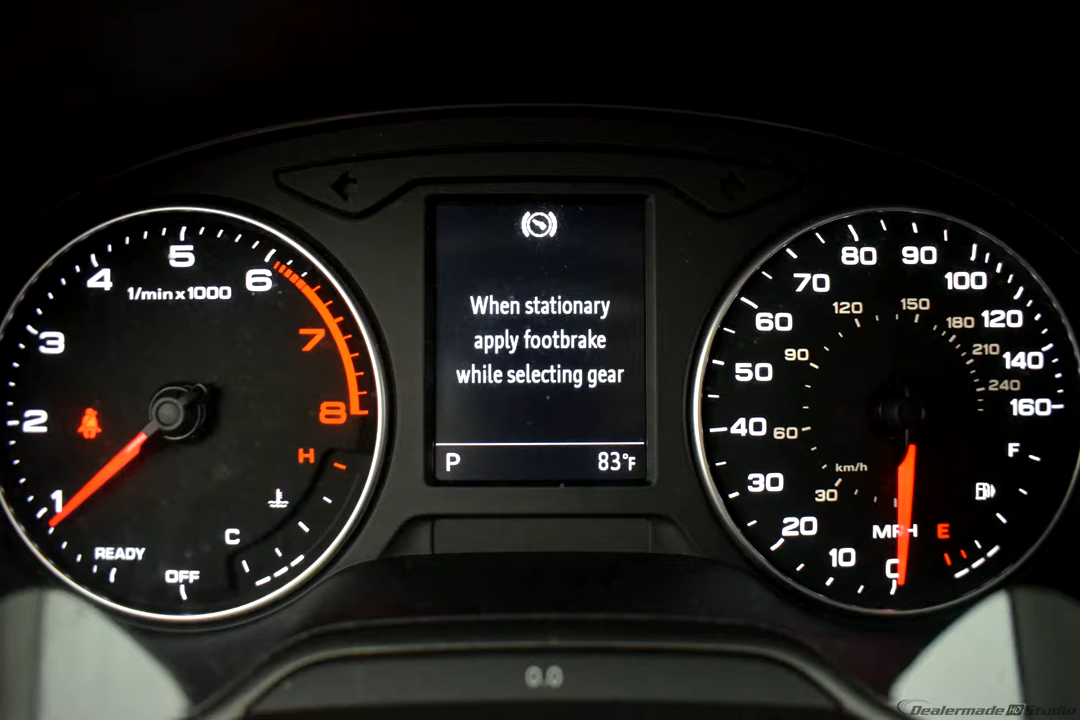 When stationary
apply footbrake
while selecting gear
P 83°F
1/min x 1000
OFF
READY
1
2
3
4
5
6
7
8
H
C
10
20
30
40
50
60
70
80
90
100
120
140
160
MPH
km/h
30
60
90
120
150
180
210
240
F
E
0.0
Dealermade HD Studio